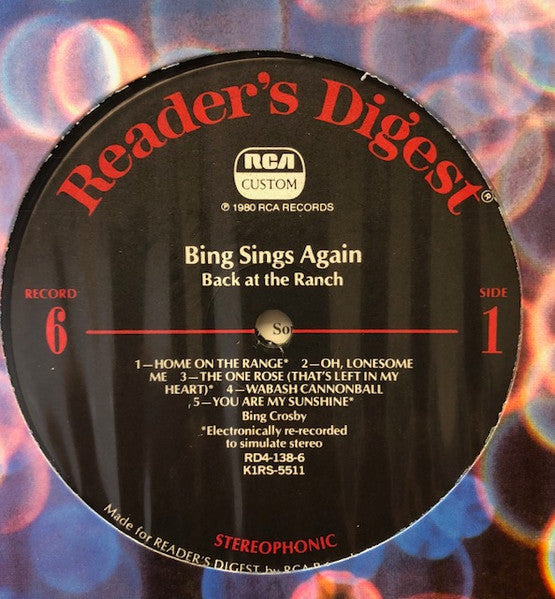 Reader's Digest®
RCA
CUSTOM
℗ 1980 RCA RECORDS
Bing Sings Again
Back at the Ranch
RECORD
6
SIDE
1
So
1—HOME ON THE RANGE* 2—OH, LONESOME
ME 3—THE ONE ROSE (THAT'S LEFT IN MY
HEART)* 4—WABASH CANNONBALL
5—YOU ARE MY SUNSHINE*
Bing Crosby
*Electronically re-recorded
to simulate stereo
RD4-138-6
K1RS-5511
STEREOPHONIC
Made for READER'S DIGEST by RCA